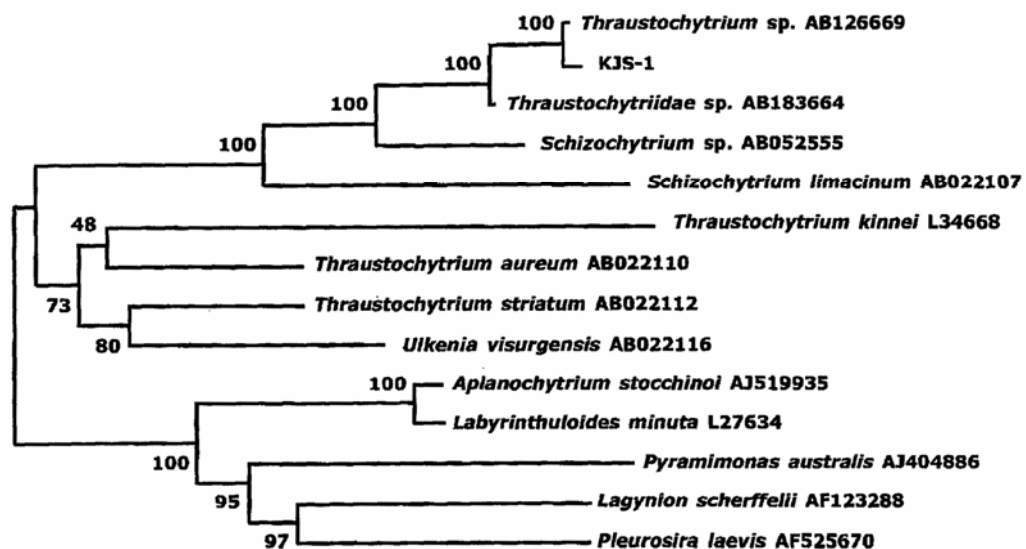 100 Thraustochytrium sp. AB126669
KJS-1
100
Thraustochytriidae sp. AB183664
100
Schizochytrium sp. AB052555
100
Schizochytrium limacinum AB022107
48
Thraustochytrium kinnei L34668
Thraustochytrium aureum AB022110
73
Thraustochytrium striatum AB022112
80
Ulkenia visurgensis AB022116
100 Aplanochytrium stocchinoi AJ519935
Labyrinthuloides minuta L27634
100
Pyramimonas australis AJ404886
95
Lagynion scherffelii AF123288
97
Pleurosira laevis AF525670